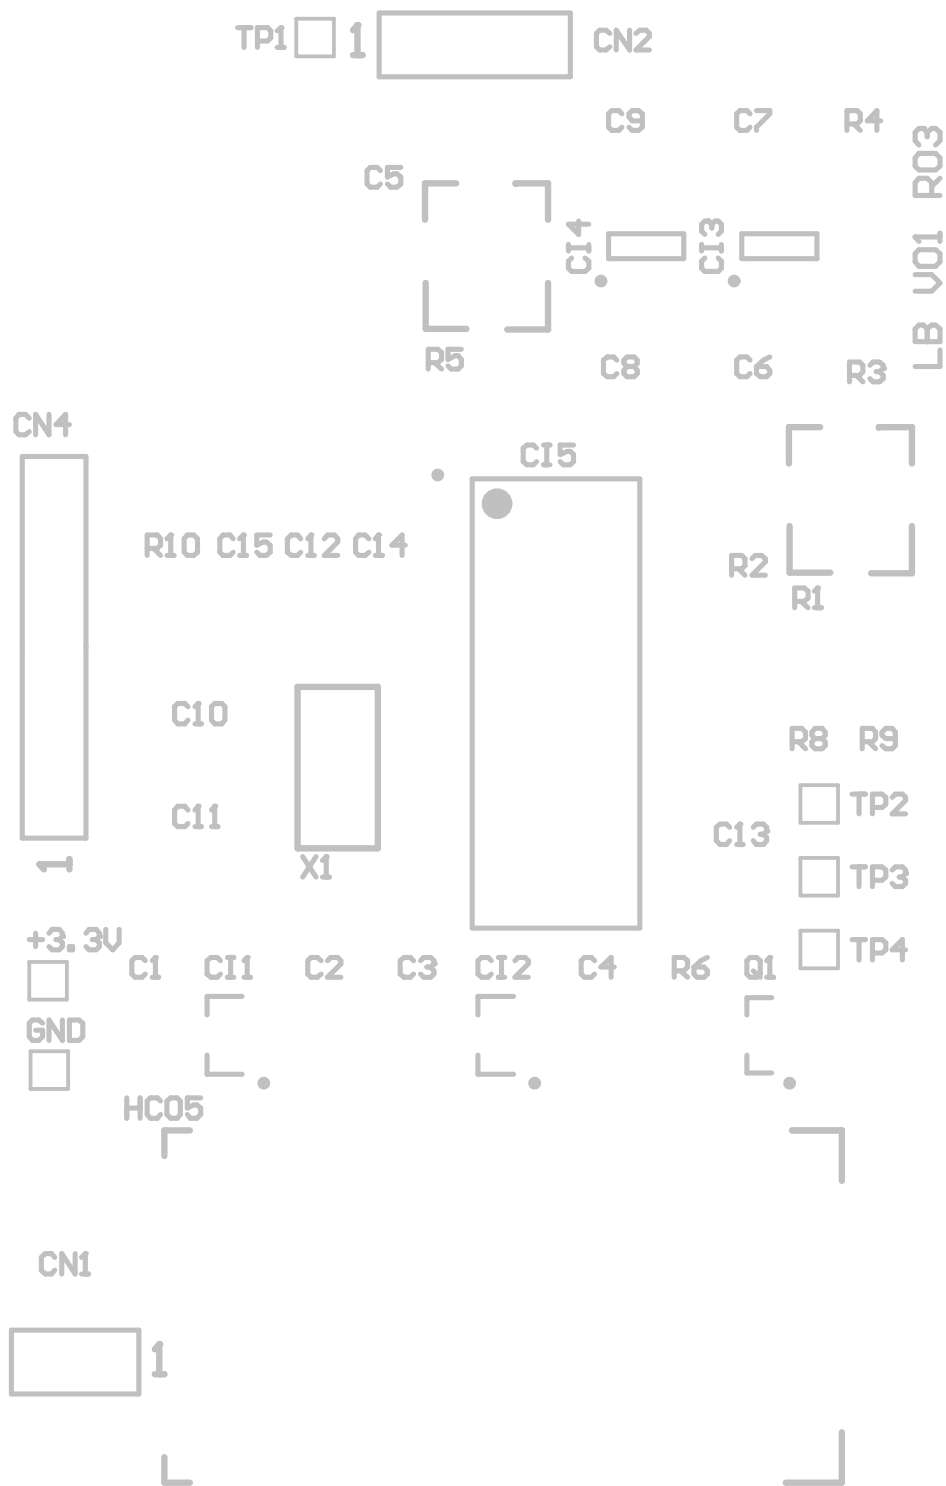 TP1 1 CN2
C9 C7 R4
RO3
C5
CI4 CI3
VO1
LB
R5 C8 C6 R3
CN4
CI5
R10 C15 C12 C14
R2
R1
C10
R8 R9
TP2
C11
C13
1 X1
TP3
+3.3V
TP4
C1 CI1 C2 C3 CI2 C4 R6 Q1
GND
HC05
CN1
1